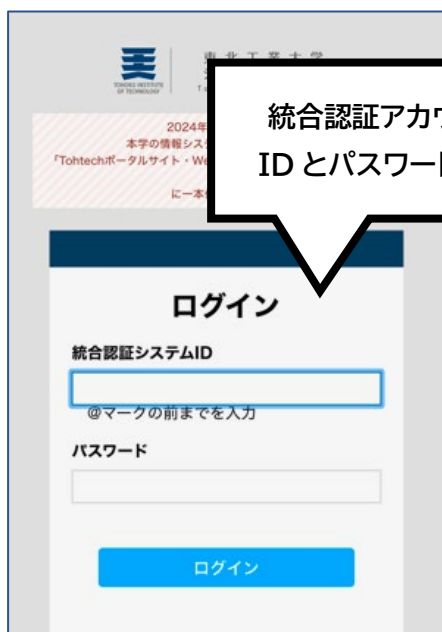 東北工業大学
TOHOKU INSTITUTE
OF TECHNOLOGY
2024年
本学の情報シス
「Tohtechポータルサイト・We
に一本
統合認証アカ
IDとパスワー
ログイン
統合認証システムID
@マークの前までを入力
パスワード
ログイン